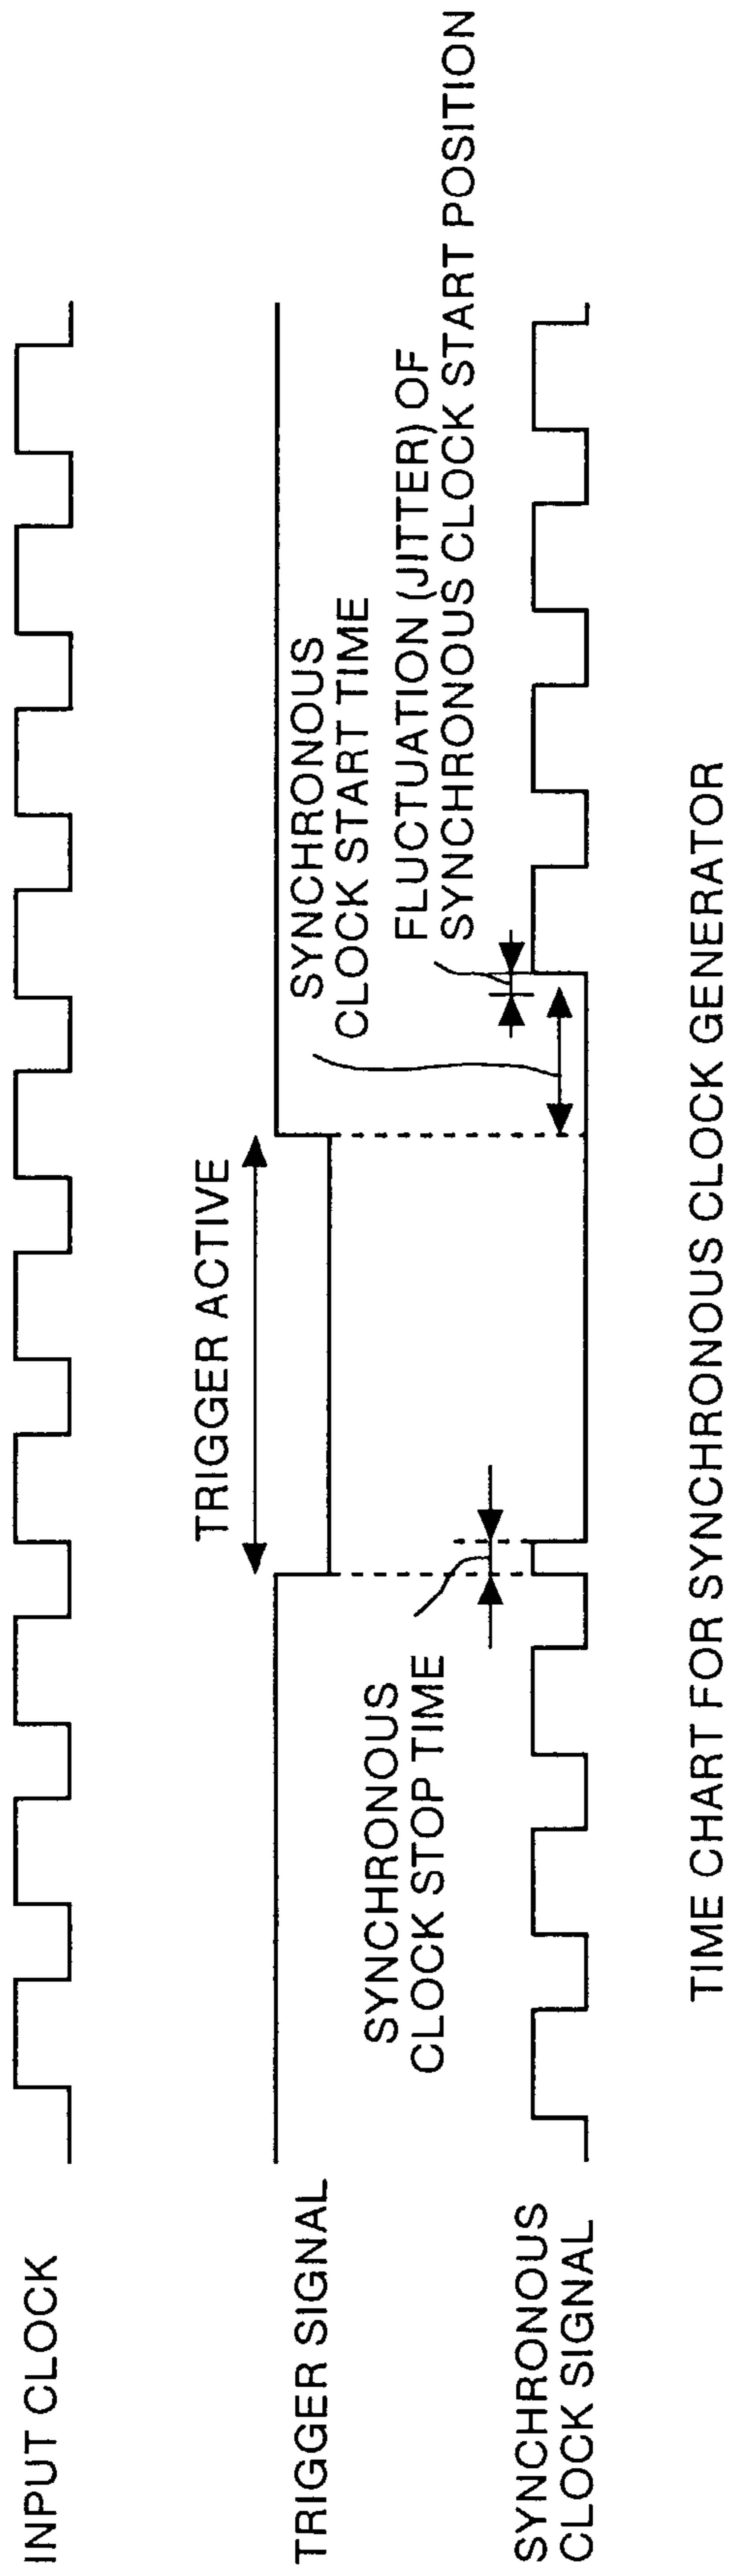 INPUT CLOCK
TRIGGER SIGNAL
TRIGGER ACTIVE
SYNCHRONOUS
CLOCK START TIME
SYNCHRONOUS
CLOCK STOP TIME
FLUCTUATION (JITTER) OF
SYNCHRONOUS CLOCK START POSITION
SYNCHRONOUS
CLOCK SIGNAL
TIME CHART FOR SYNCHRONOUS CLOCK GENERATOR